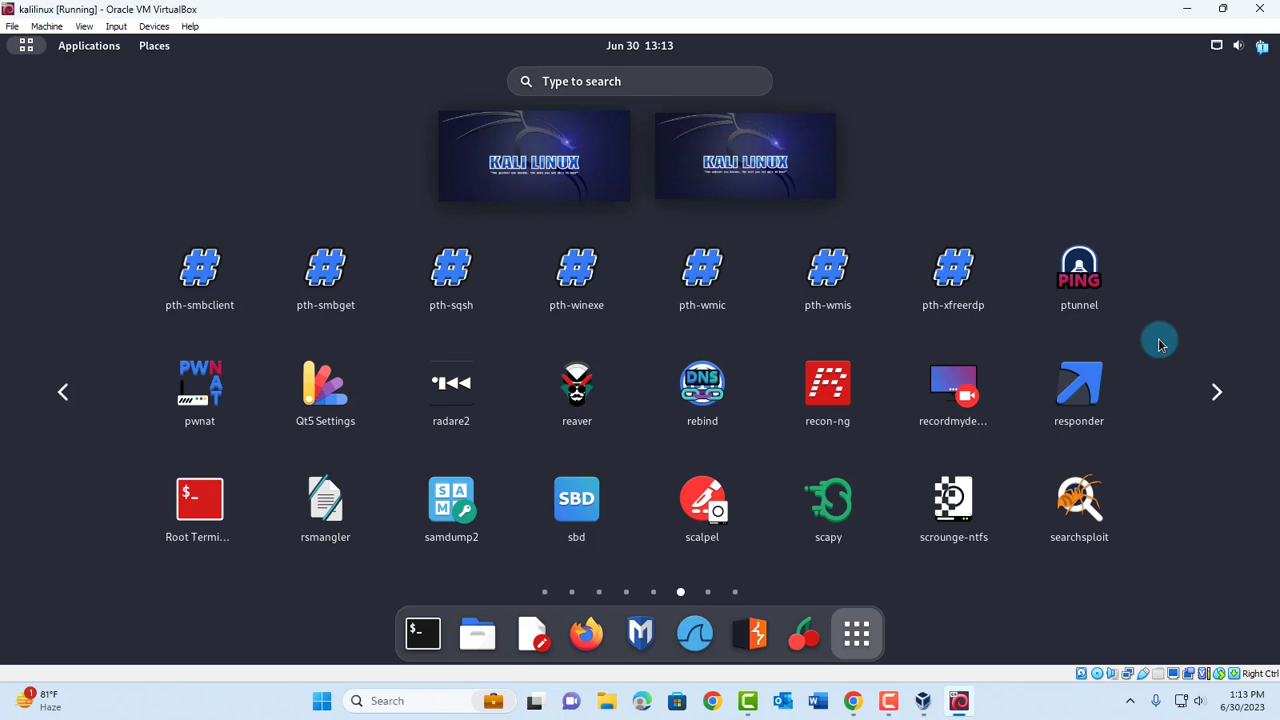 kalilinux [Running] - Oracle VM VirtualBox
File Machine View Input Devices Help
Applications Places Jun 30 13:13
Type to search
KALI LINUX KALI LINUX
pth-smbclient pth-smbget pth-sqsh pth-winexe pth-wmic pth-wmis pth-xfreerdp ptunnel
PING
PWNAT
DNS
pwnat Qt5 Settings radare2 reaver rebind recon-ng recordmyde... responder
$_
SAM
SBD
Root Termi... rsmangler samdump2 sbd scalpel scapy scrounge-ntfs searchsploit
$_
Right Ctrl
1
81°F
Haze
Search
1:13 PM
6/30/2023